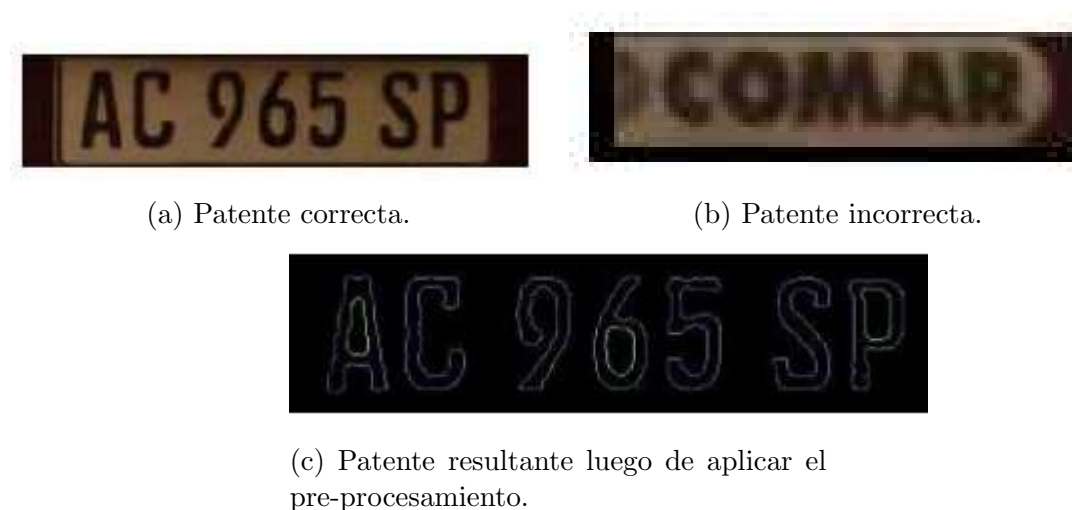 AC 965 SP
COMAR
(a) Patente correcta.
(b) Patente incorrecta.
AC 965 SP
(c) Patente resultante luego de aplicar el
pre-procesamiento.